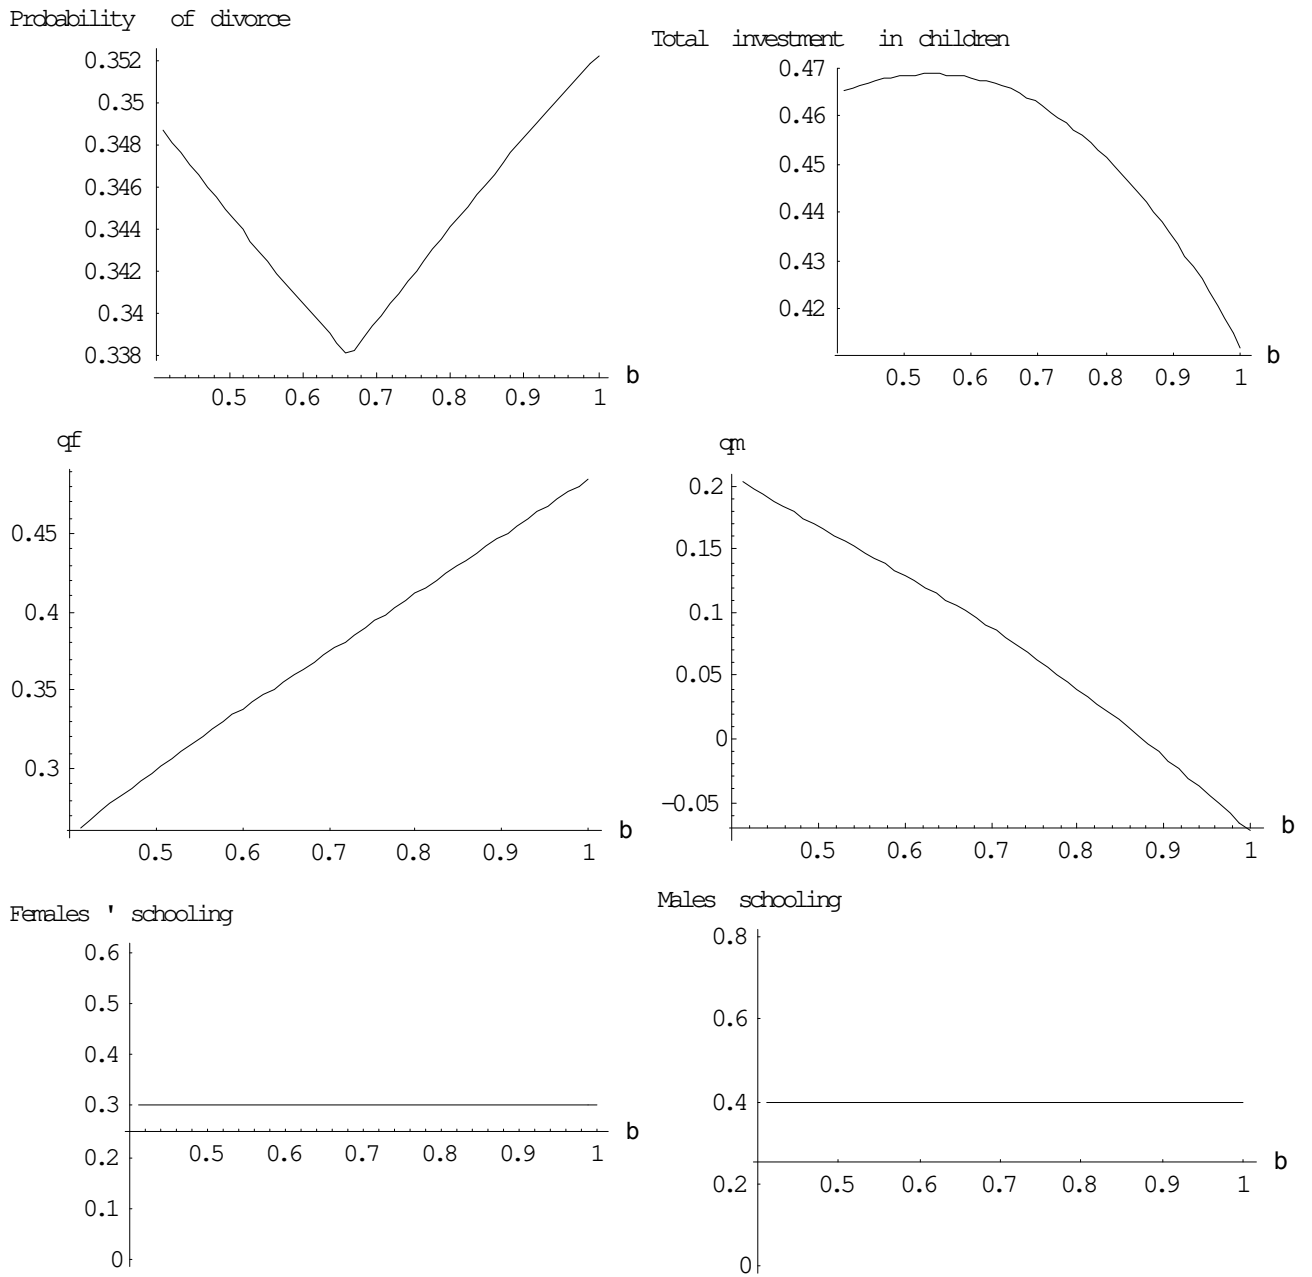 Probability of divorce
0.352
0.35
0.348
0.346
0.344
0.342
0.34
0.338
0.5 0.6 0.7 0.8 0.9 1
b
Total investment in children
0.47
0.46
0.45
0.44
0.43
0.42
0.5 0.6 0.7 0.8 0.9 1
b
qf
0.45
0.4
0.35
0.3
0.5 0.6 0.7 0.8 0.9 1
b
qm
0.2
0.15
0.1
0.05
0
-0.05
0.5 0.6 0.7 0.8 0.9 1
b
Females ' schooling
0.6
0.5
0.4
0.3
0.2
0.1
0
0.5 0.6 0.7 0.8 0.9 1
b
Males schooling
0.8
0.6
0.4
0.2
0
0.5 0.6 0.7 0.8 0.9 1
b